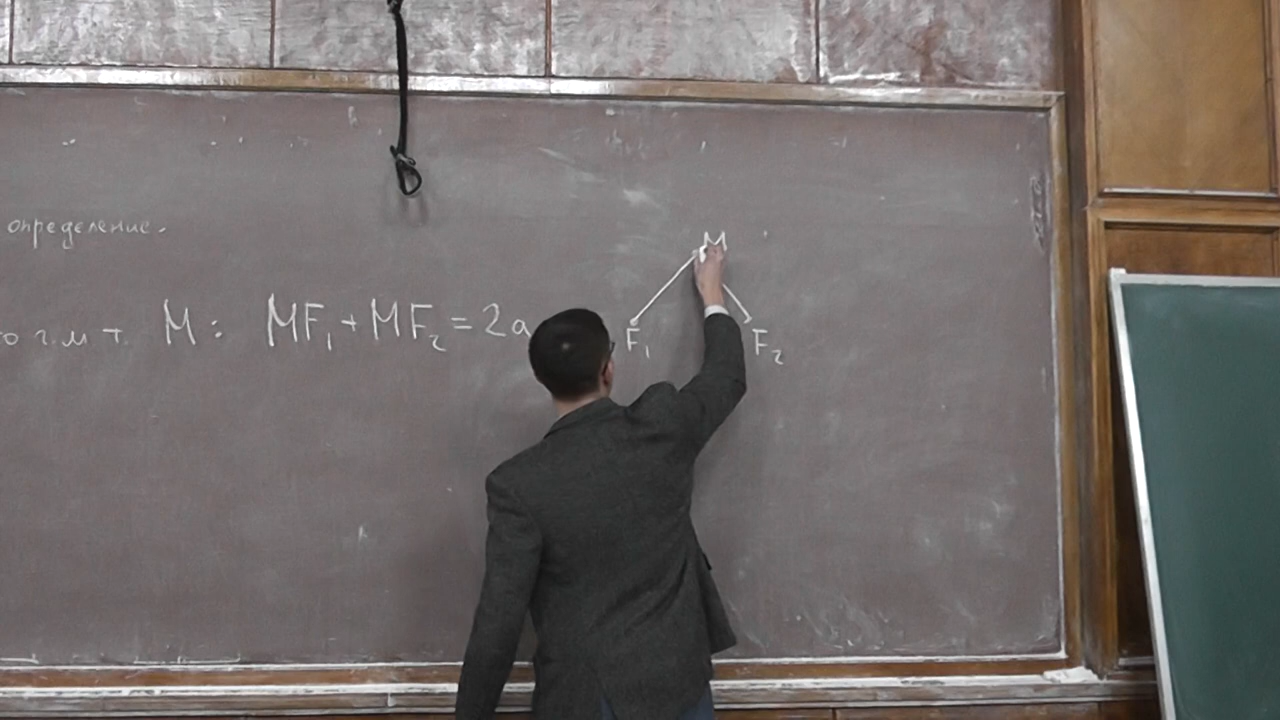 определение.
о г.м.т. M: MF₁ + MF₂ = 2a
M
F₁ F₂